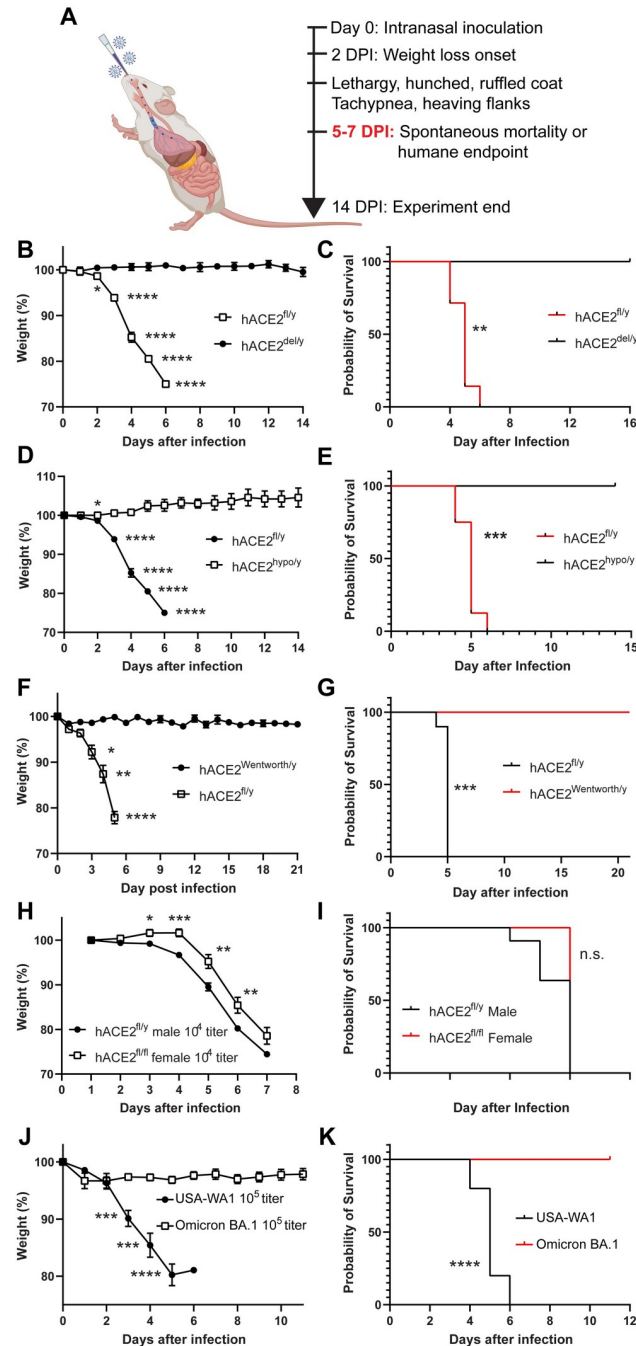 A
Day 0: Intranasal inoculation
2 DPI: Weight loss onset
Lethargy, hunched, ruffled coat
Tachypnea, heaving flanks
5-7 DPI: Spontaneous mortality or
humane endpoint
14 DPI: Experiment end
B
Weight (%)
100
90
80
70
*
****
****
****
****
hACE2fl/y
hACE2del/y
0 2 4 6 8 10 12 14
Days after infection
C
Probability of Survival
100
50
0
**
hACE2fl/y
hACE2del/y
0 4 8 12 16
Day after Infection
D
Weight (%)
110
100
90
80
70
*
****
****
****
****
hACE2fl/y
hACE2hypo/y
0 2 4 6 8 10 12 14
Days after infection
E
Probability of Survival
100
50
0
***
hACE2fl/y
hACE2hypo/y
0 5 10 15
Day after Infection
F
Weight (%)
100
90
80
70
*
**
****
hACE2Wentworth/y
hACE2fl/y
0 3 6 9 12 15 18 21
Day post infection
G
Probability of Survival
100
50
0
***
hACE2fl/y
hACE2Wentworth/y
0 5 10 15 20
Day after infection
H
Weight (%)
100
90
80
70
* ***
**
**
hACE2fl/y male 10⁴ titer
hACE2fl/fl female 10⁴ titer
0 1 2 3 4 5 6 7 8
Days after infection
I
Probability of Survival
100
50
0
n.s.
hACE2fl/y Male
hACE2fl/fl Female
Day after Infection
J
Weight (%)
100
90
80
***
***
****
USA-WA1 10⁵ titer
Omicron BA.1 10⁵ titer
0 2 4 6 8 10
Days after infection
K
Probability of Survival
100
50
0
****
USA-WA1
Omicron BA.1
0 2 4 6 8 10 12
Days after infection